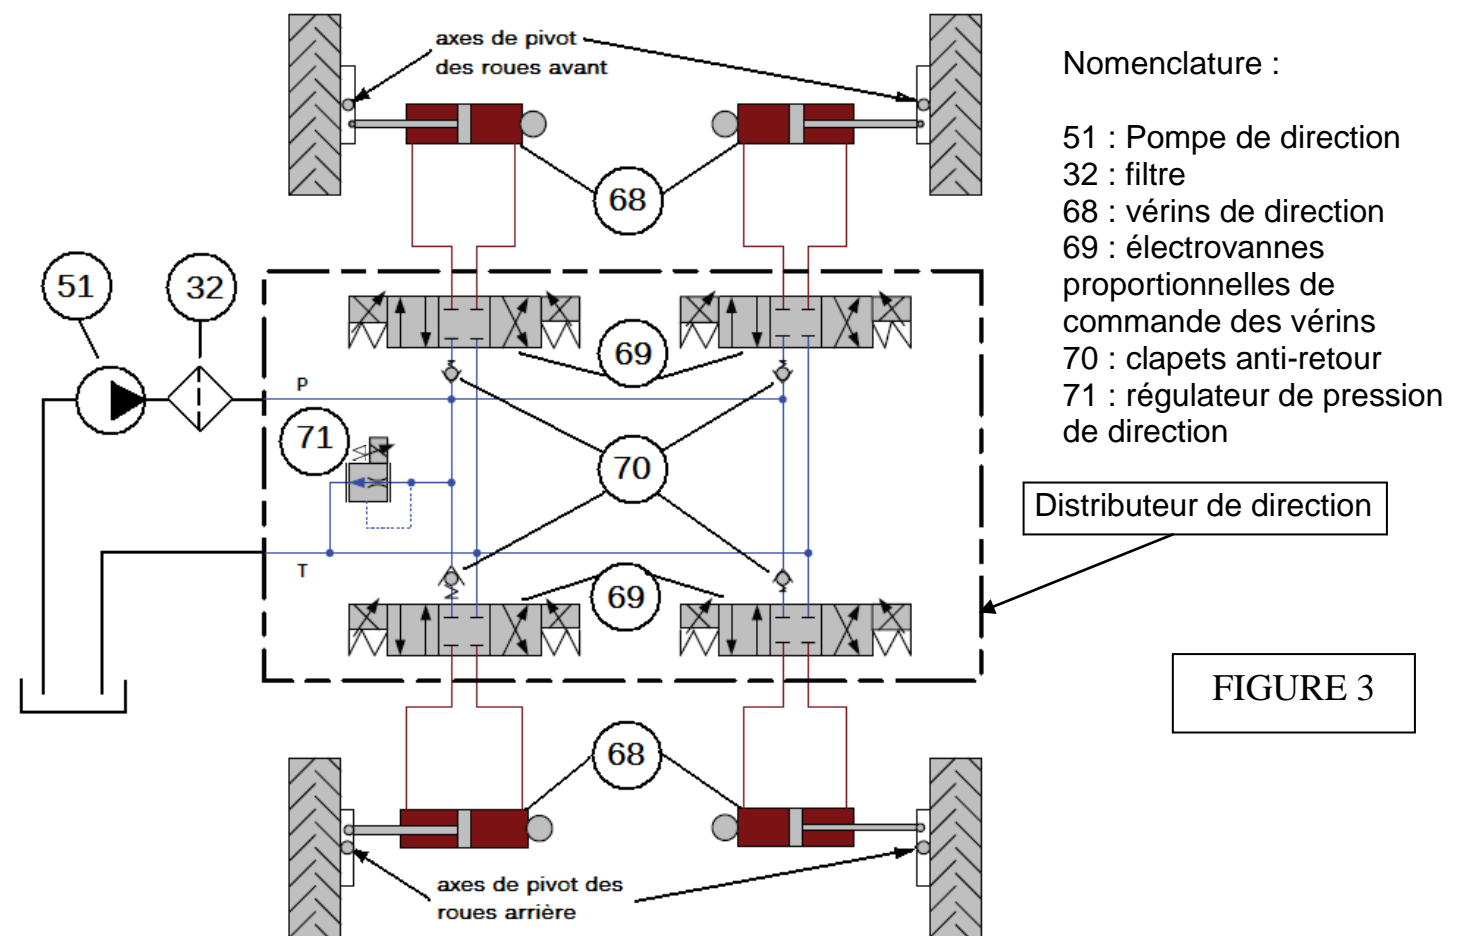 axes de pivot
des roues avant
68
51
32
69
P
71
70
T
69
68
axes de pivot des
roues arrière
Nomenclature :
51 : Pompe de direction
32 : filtre
68 : vérins de direction
69 : électrovannes
proportionnelles de
commande des vérins
70 : clapets anti-retour
71 : régulateur de pression
de direction
Distributeur de direction
FIGURE 3